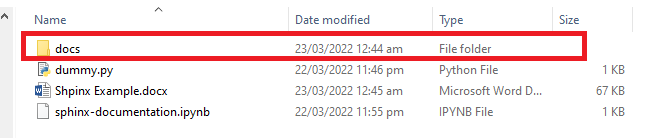 Name Date modified Type Size
docs 23/03/2022 12:44 am File folder
dummy.py 22/03/2022 11:46 pm Python File 1 KB
Shpinx Example.docx 23/03/2022 12:45 am Microsoft Word D... 67 KB
sphinx-documentation.ipynb 22/03/2022 11:55 pm IPYNB File 1 KB